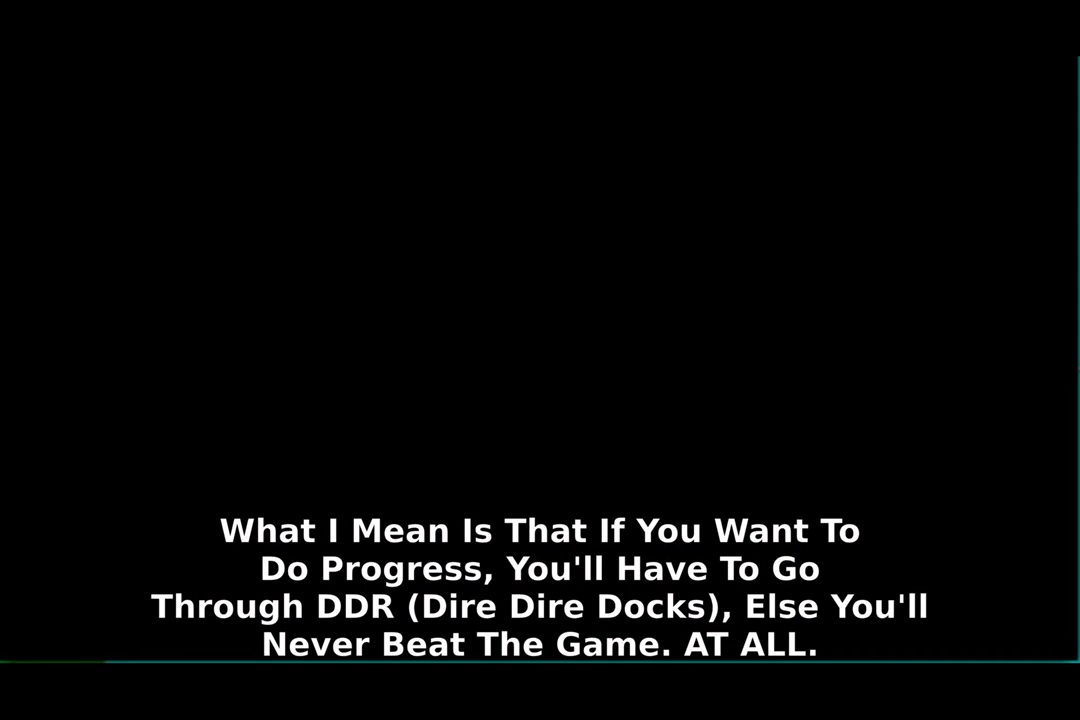 What I Mean Is That If You Want To
Do Progress, You'll Have To Go
Through DDR (Dire Dire Docks), Else You'll
Never Beat The Game. AT ALL.